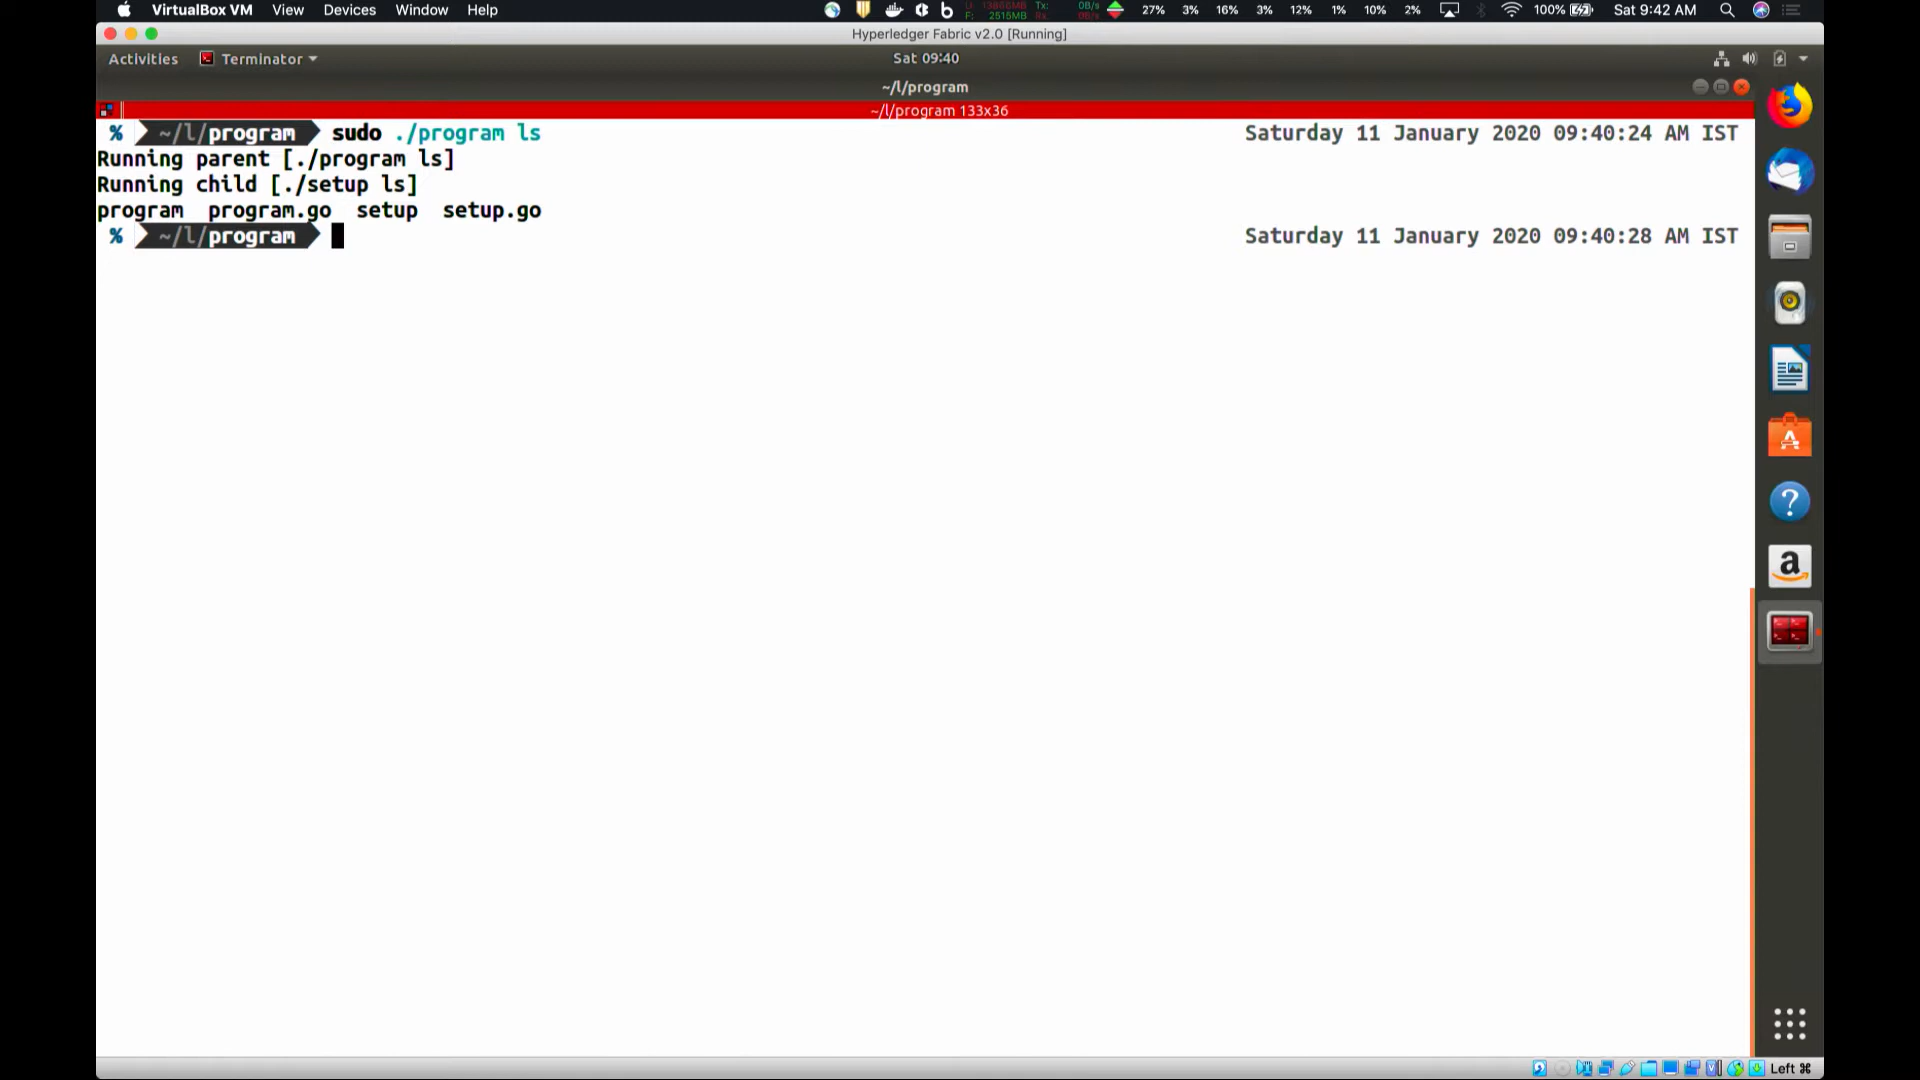 VirtualBox VM View Devices Window Help 27% 3% 16% 3% 12% 1% 10% 2% 100% Sat 9:42 AM
Hyperledger Fabric v2.0 [Running]
Activities Terminator Sat 09:40
~/l/program
~/l/program 133x36
% ~/l/program sudo ./program ls Saturday 11 January 2020 09:40:24 AM IST
Running parent [./program ls]
Running child [./setup ls]
program program.go setup setup.go
% ~/l/program Saturday 11 January 2020 09:40:28 AM IST
Left ⌘